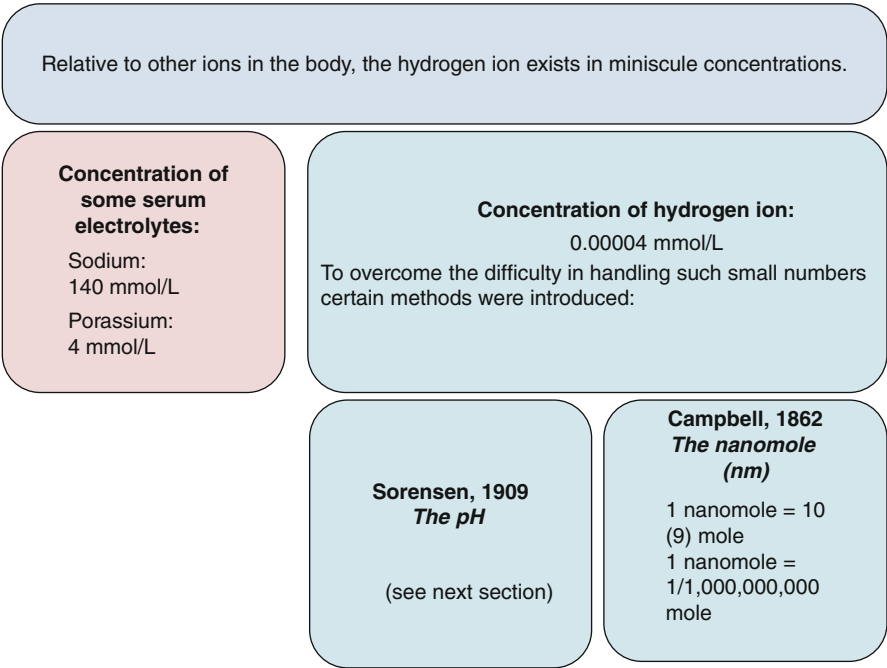 Relative to other ions in the body, the hydrogen ion exists in miniscule concentrations.
Concentration of
some serum
electrolytes:
Sodium:
140 mmol/L
Porassium:
4 mmol/L
Concentration of hydrogen ion:
0.00004 mmol/L
To overcome the difficulty in handling such small numbers
certain methods were introduced:
Sorensen, 1909
The pH
(see next section)
Campbell, 1862
The nanomole
(nm)
1 nanomole = 10
(9) mole
1 nanomole =
1/1,000,000,000
mole